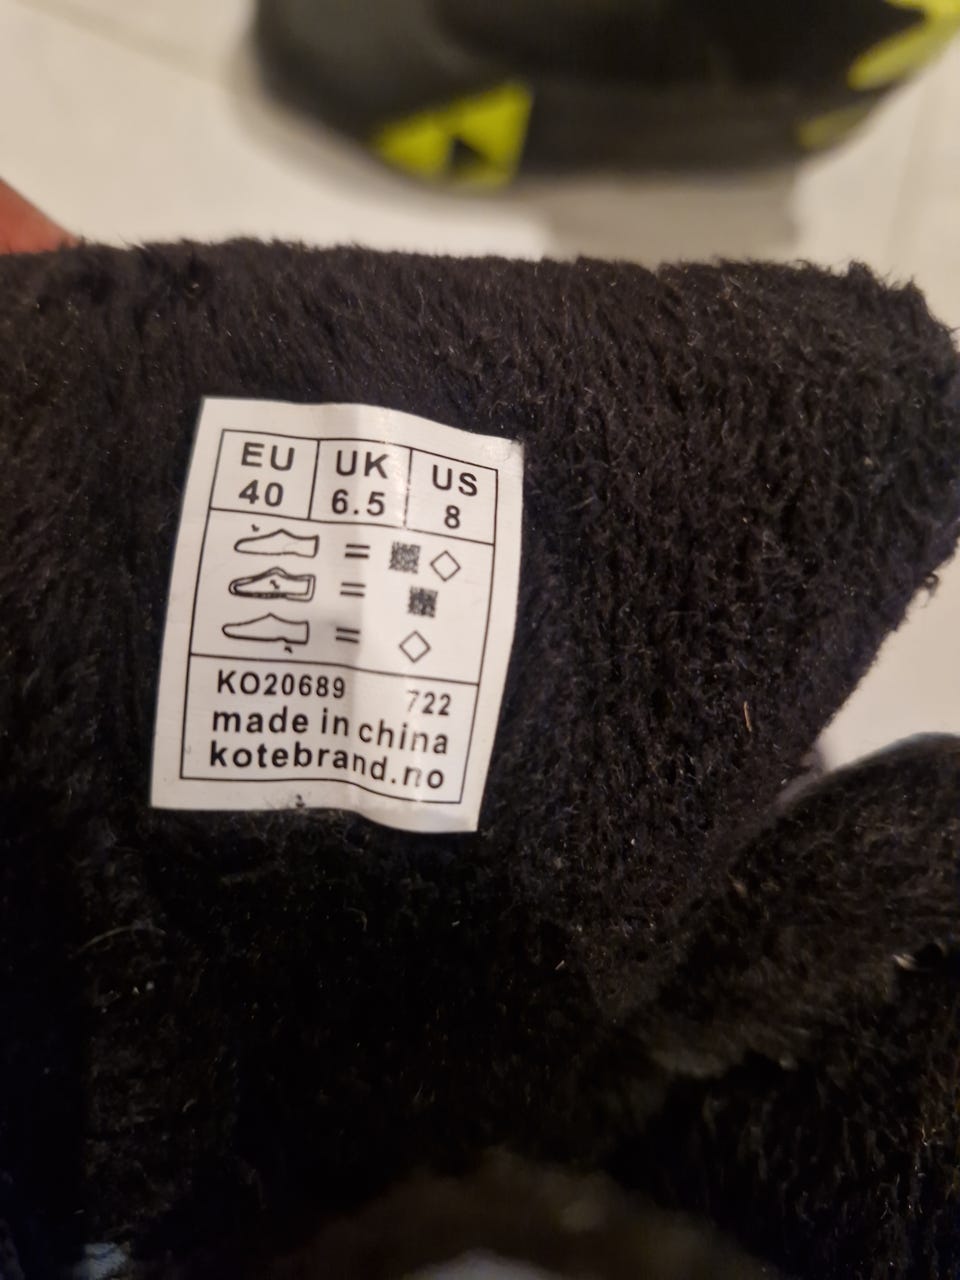 EU UK US
40 6.5 8
=
=
=
KO20689 722
made in china
kotebrand.no